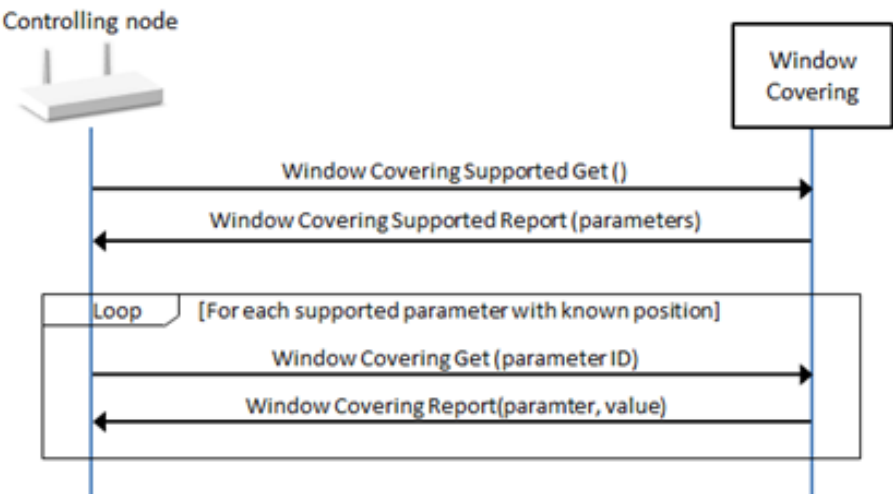 Controlling node
Window
Covering
Window Covering Supported Get ()
Window Covering Supported Report (parameters)
Loop [For each supported parameter with known position]
Window Covering Get (parameter ID)
Window Covering Report(paramter, value)